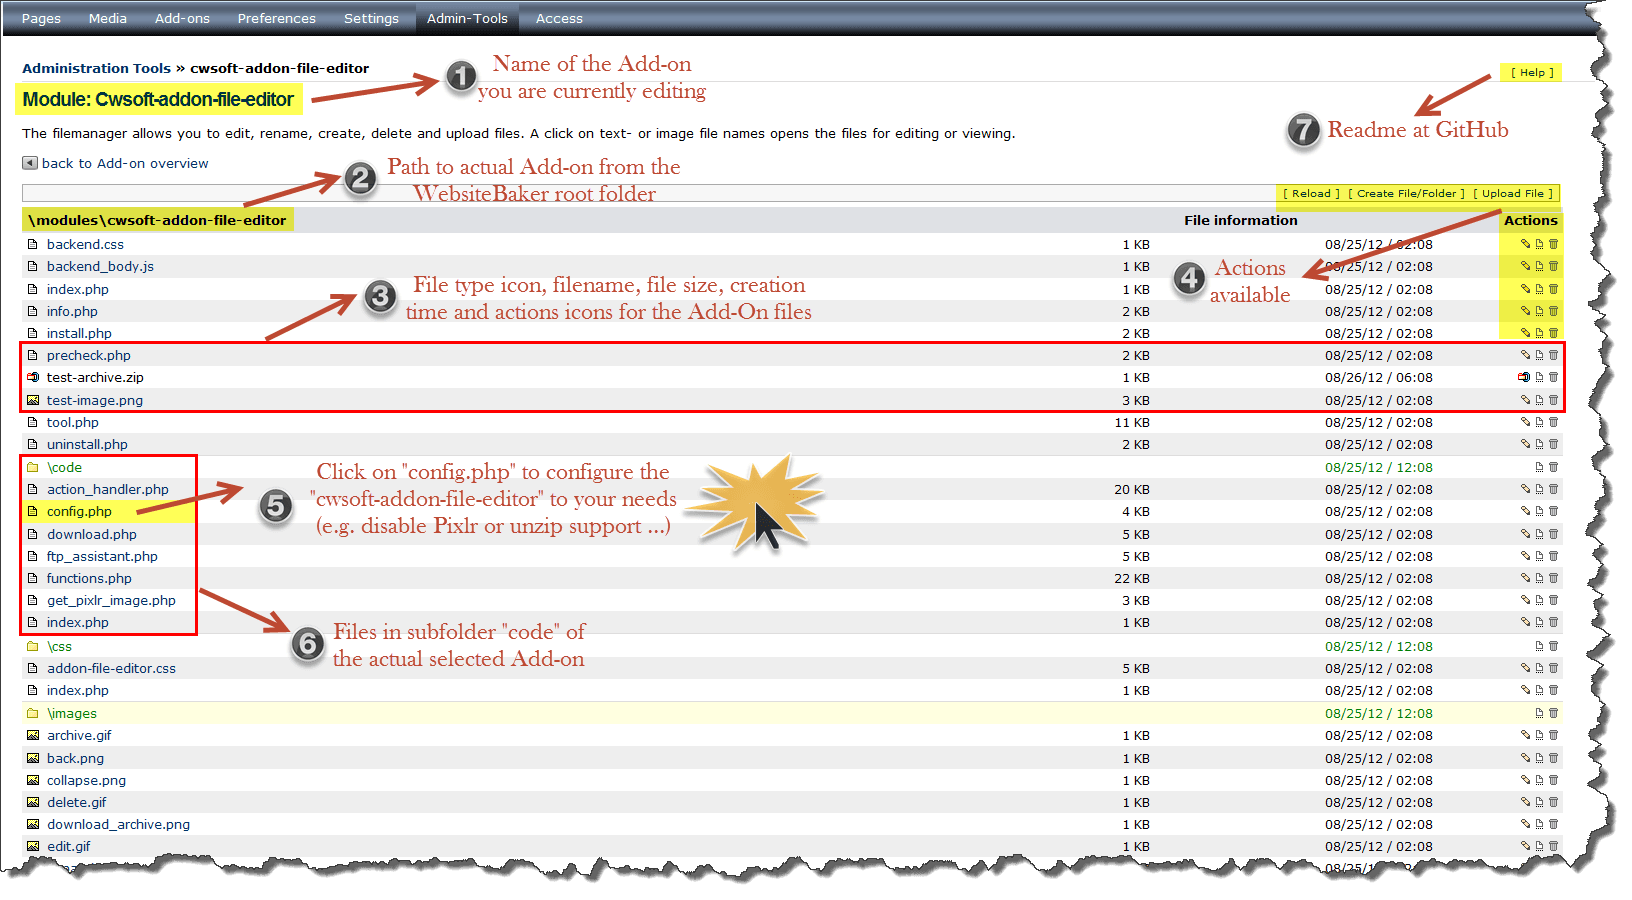 Pages Media Add-ons Preferences Settings Admin-Tools Access
Administration Tools » cwsoft-addon-file-editor
1 Name of the Add-on
you are currently editing
[ Help ]
Module: Cwsoft-addon-file-editor
7 Readme at GitHub
The filemanager allows you to edit, rename, create, delete and upload files. A click on text- or image file names opens the files for editing or viewing.
back to Add-on overview
2 Path to actual Add-on from the
WebsiteBaker root folder
[ Reload ] [ Create File/Folder ] [ Upload File ]
\modules\cwsoft-addon-file-editor File information Actions
backend.css 1 KB 08/25/12 / 02:08
backend_body.js 1 KB 08/25/12 / 02:08
4 Actions
available
index.php 1 KB 08/25/12 / 02:08
3 File type icon, filename, file size, creation
time and actions icons for the Add-On files
info.php 2 KB 08/25/12 / 02:08
install.php 2 KB 08/25/12 / 02:08
precheck.php 2 KB 08/25/12 / 02:08
test-archive.zip 1 KB 08/26/12 / 06:08
test-image.png 3 KB 08/25/12 / 02:08
tool.php 11 KB 08/25/12 / 02:08
uninstall.php 2 KB 08/25/12 / 02:08
\code 08/25/12 / 12:08
5 Click on "config.php" to configure the
"cwsoft-addon-file-editor" to your needs
(e.g. disable Pixlr or unzip support ...)
action_handler.php 20 KB 08/25/12 / 02:08
config.php 4 KB 08/25/12 / 02:08
download.php 5 KB 08/25/12 / 02:08
ftp_assistant.php 5 KB 08/25/12 / 02:08
functions.php 22 KB 08/25/12 / 02:08
get_pixlr_image.php 3 KB 08/25/12 / 02:08
index.php 1 KB 08/25/12 / 02:08
6 Files in subfolder "code" of
the actual selected Add-on
\css 08/25/12 / 12:08
addon-file-editor.css 5 KB 08/25/12 / 02:08
index.php 1 KB 08/25/12 / 02:08
\images 08/25/12 / 12:08
archive.gif 1 KB 08/25/12 / 02:08
back.png 1 KB 08/25/12 / 02:08
collapse.png 1 KB 08/25/12 / 02:08
delete.gif 1 KB 08/25/12 / 02:08
download_archive.png 1 KB 08/25/12 / 02:08
edit.gif 1 KB 08/25/12 / 02:08